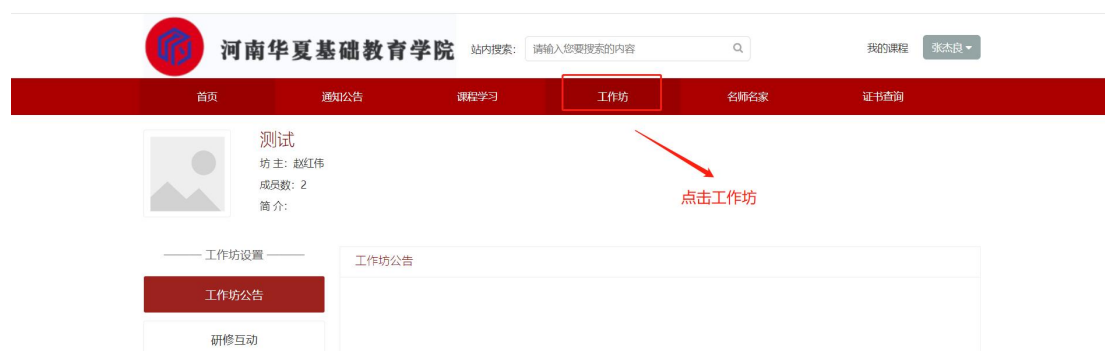 河南华夏基础教育学院 站内搜索: 请输入您要搜索的内容 我的课程 张杰良
首页 通知公告 课程学习 工作坊 名师名家 证书查询
测试
坊 主: 赵红伟
成员数: 2
简 介:
点击工作坊
工作坊设置
工作坊公告
工作坊公告
研修互动